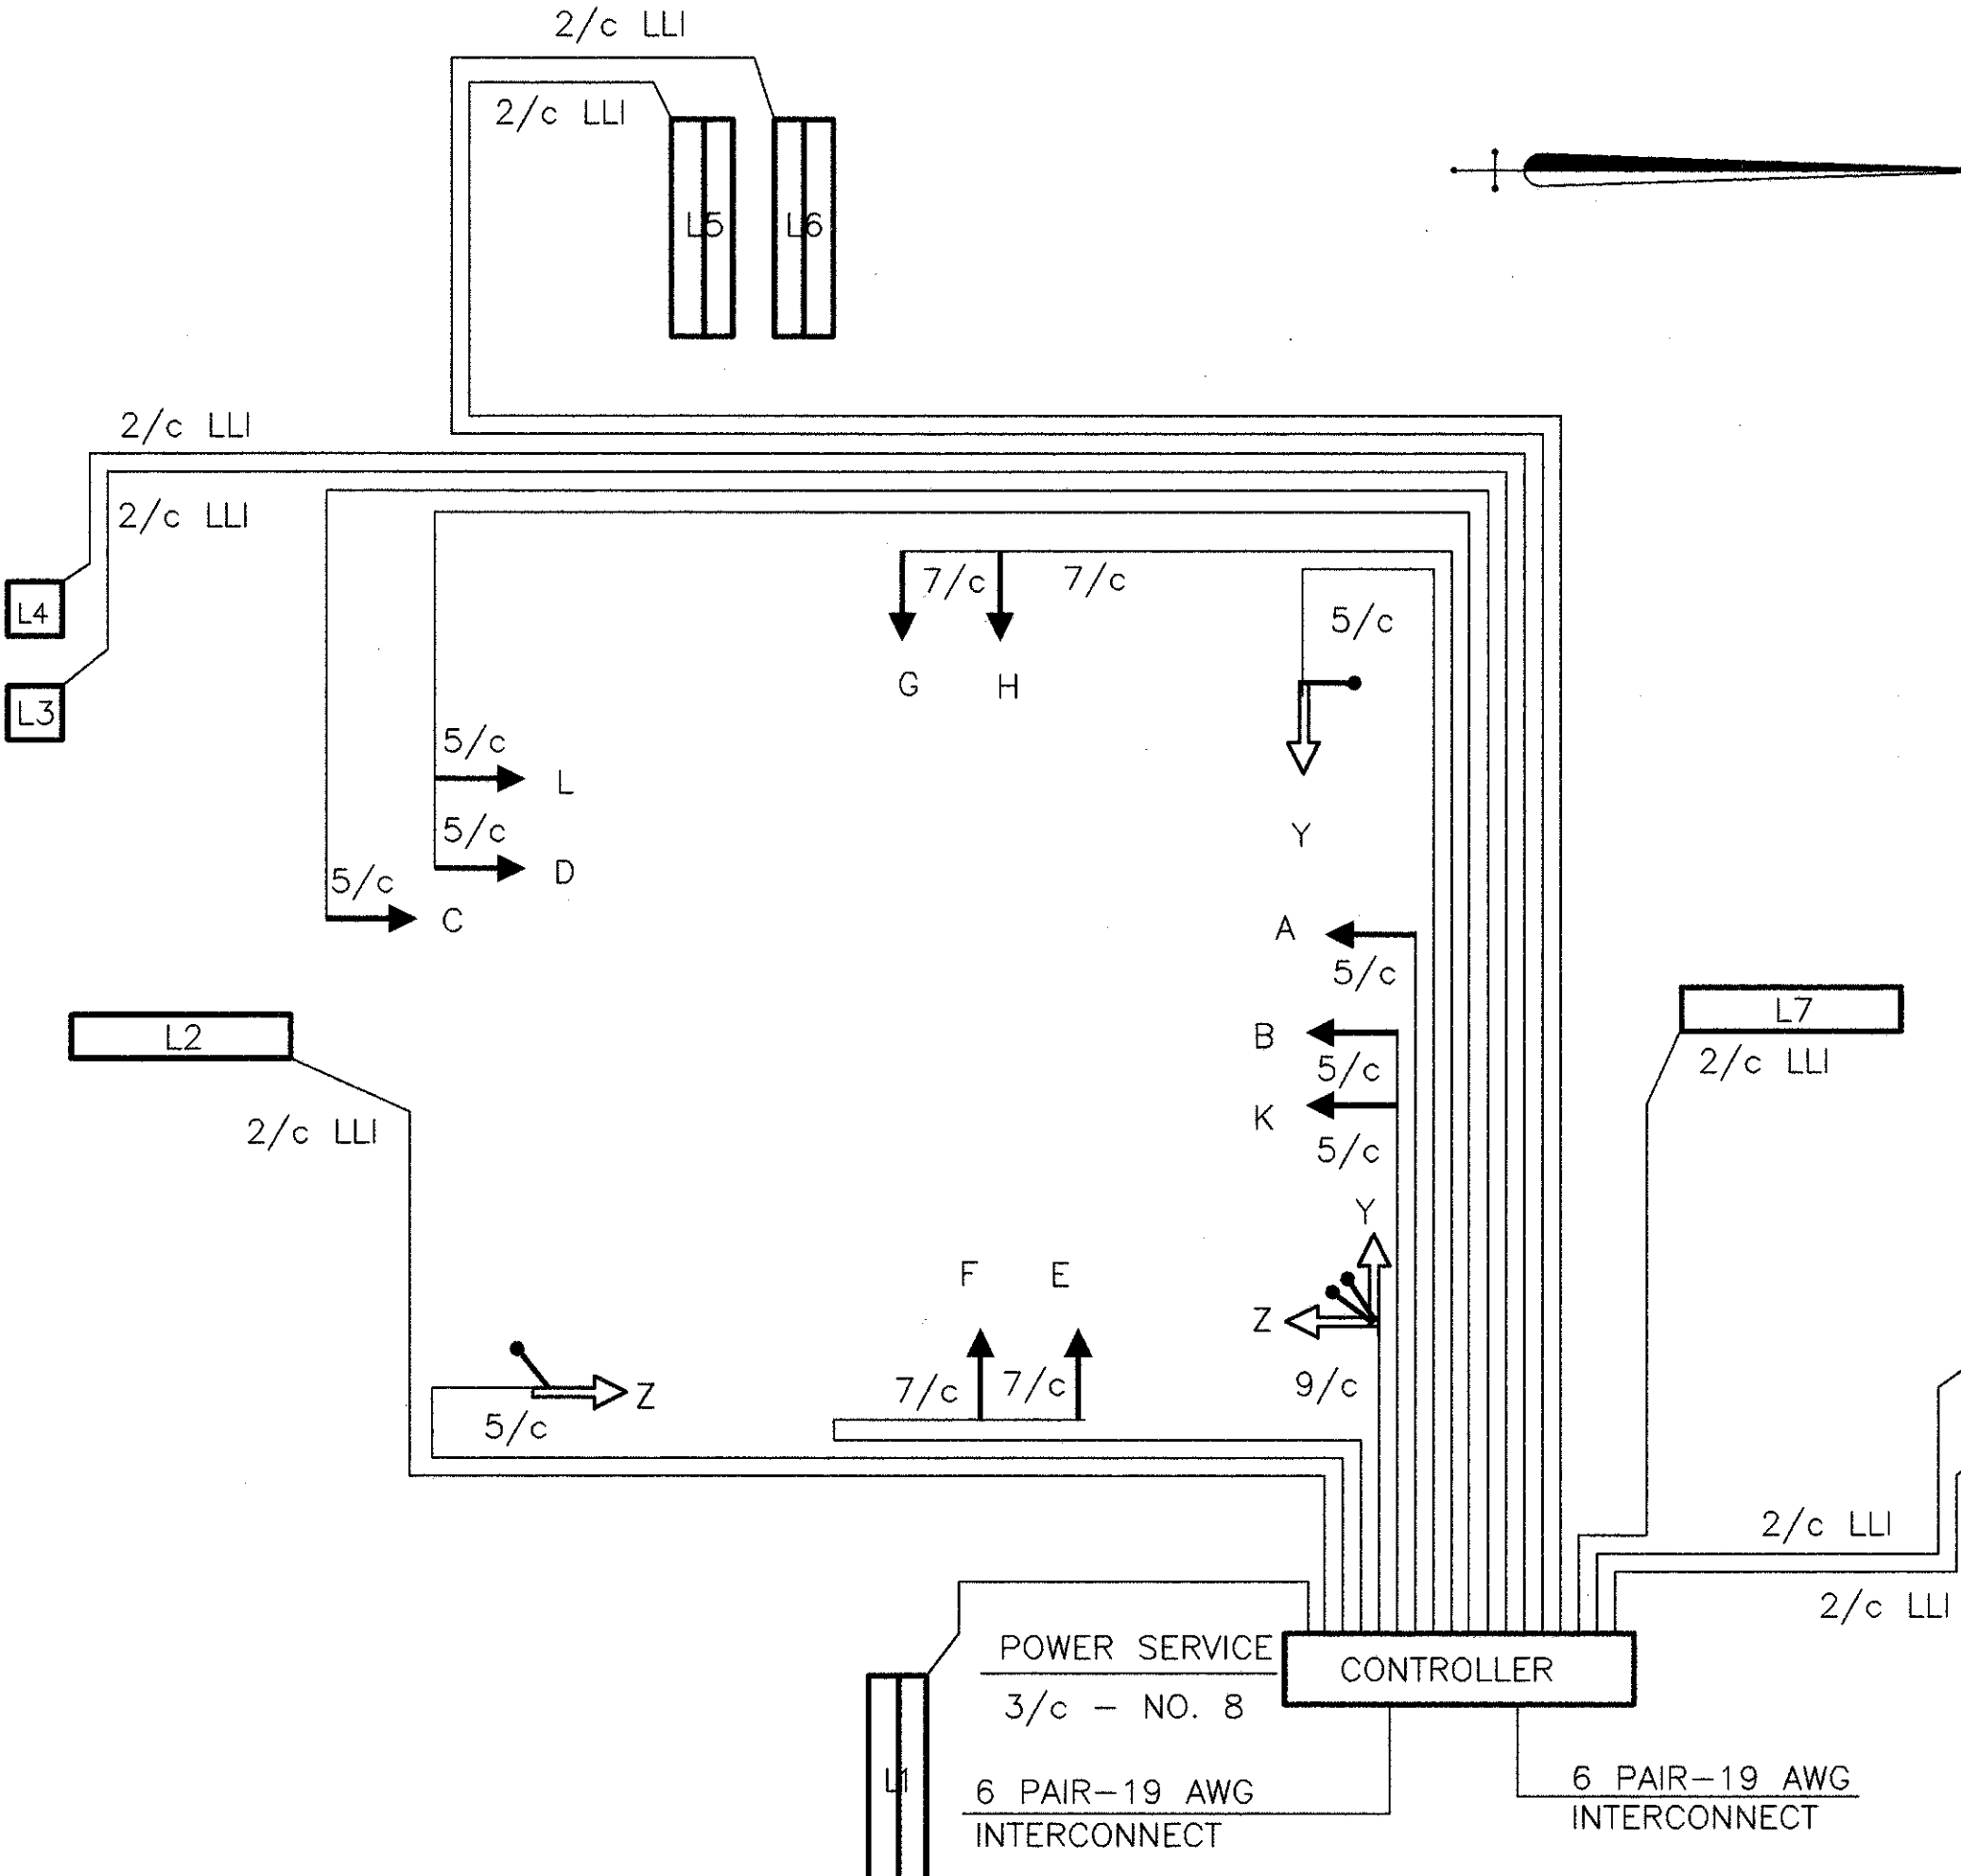 2/c LLI
2/c LLI
L5
L6
2/c LLI
2/c LLI
L4
L3
7/c
7/c
5/c
G
H
5/c
L
5/c
D
5/c
C
Y
A
5/c
B
5/c
K
5/c
L2
2/c LLI
L7
2/c LLI
Y
F
E
Z
9/c
Z
5/c
7/c
7/c
2/c LLI
2/c LLI
POWER SERVICE
3/c - NO. 8
CONTROLLER
L1
6 PAIR-19 AWG
INTERCONNECT
6 PAIR-19 AWG
INTERCONNECT